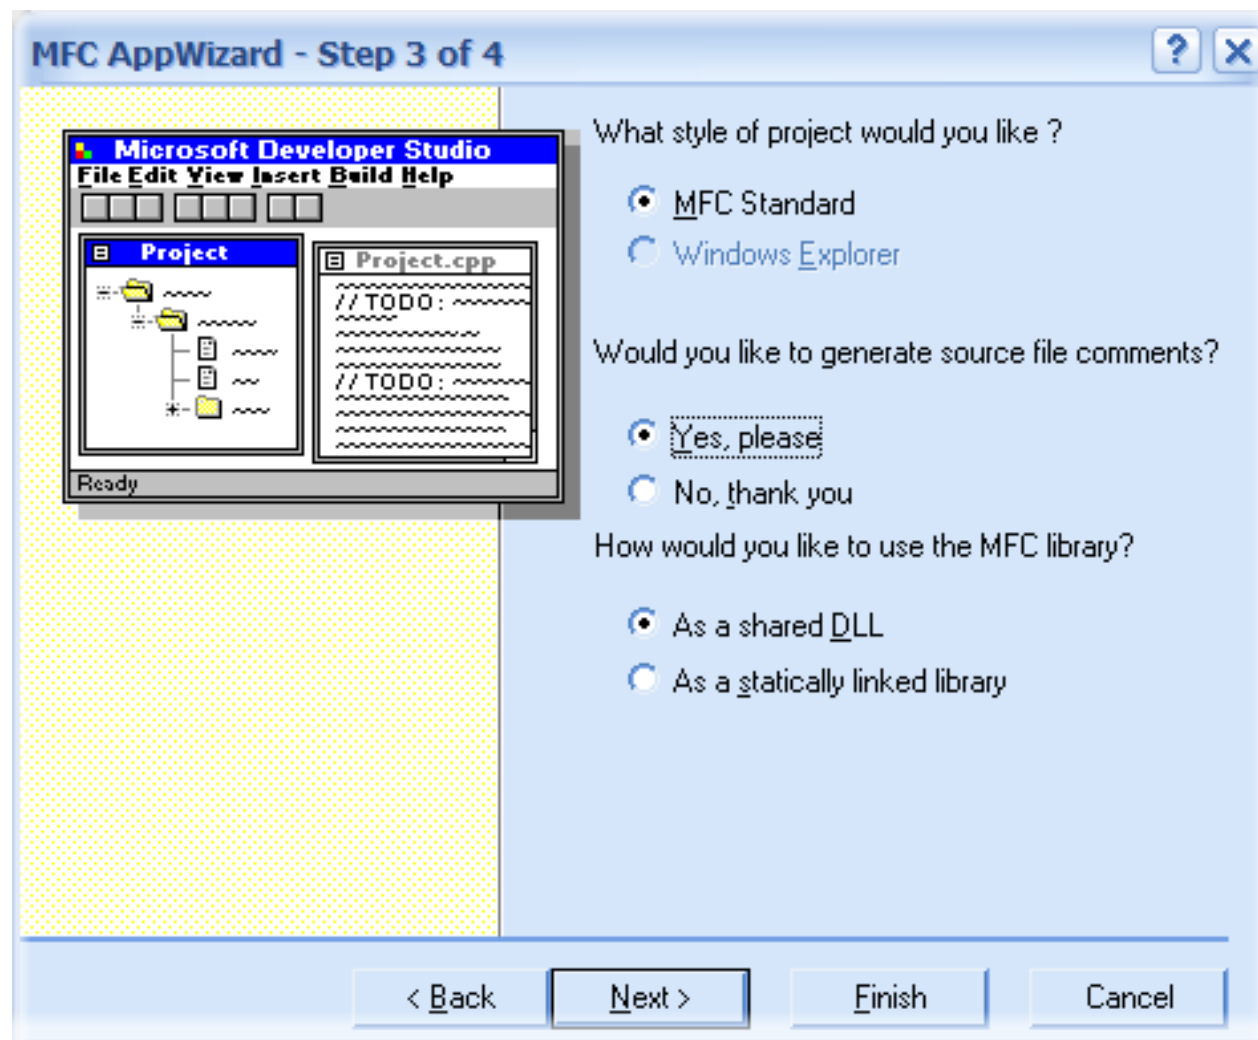 MFC AppWizard - Step 3 of 4
Microsoft Developer Studio
File Edit View Insert Build Help
Project
Project.cpp
//TODO:
//TODO:
Ready
What style of project would you like ?
MFC Standard
Windows Explorer
Would you like to generate source file comments?
Yes, please
No, thank you
How would you like to use the MFC library?
As a shared DLL
As a statically linked library
< Back
Next >
Finish
Cancel